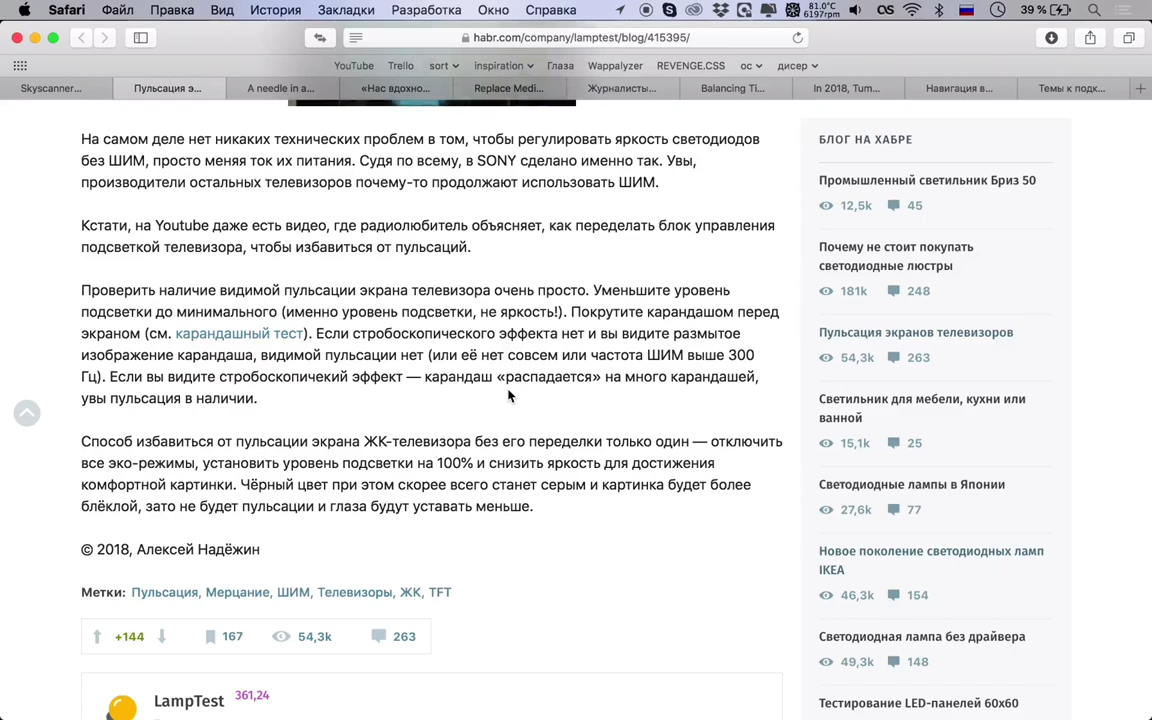 Safari Файл Правка Вид История Закладки Разработка Окно Справка 81.0°C 6197rpm 39 %
habr.com/company/lamptest/blog/415395/
YouTube Trello sort inspiration Глаза Wappalyzer REVENGE.CSS ос дисер
Skyscanner... Пульсация э... A needle in a... «Нас вдохно... Replace Medi... Журналисты... Balancing Ti... In 2018, Tum... Навигация в... Темы к подк...
На самом деле нет никаких технических проблем в том, чтобы регулировать яркость светодиодов
без ШИМ, просто меняя ток их питания. Судя по всему, в SONY сделано именно так. Увы,
производители остальных телевизоров почему-то продолжают использовать ШИМ.
Кстати, на Youtube даже есть видео, где радиолюбитель объясняет, как переделать блок управления
подсветкой телевизора, чтобы избавиться от пульсаций.
Проверить наличие видимой пульсации экрана телевизора очень просто. Уменьшите уровень
подсветки до минимального (именно уровень подсветки, не яркость!). Покрутите карандашом перед
экраном (см. карандашный тест). Если стробоскопического эффекта нет и вы видите размытое
изображение карандаша, видимой пульсации нет (или её нет совсем или частота ШИМ выше 300
Гц). Если вы видите стробоскопичекий эффект — карандаш «распадается» на много карандашей,
увы пульсация в наличии.
Способ избавиться от пульсации экрана ЖК-телевизора без его переделки только один — отключить
все эко-режимы, установить уровень подсветки на 100% и снизить яркость для достижения
комфортной картинки. Чёрный цвет при этом скорее всего станет серым и картинка будет более
блёклой, зато не будет пульсации и глаза будут уставать меньше.
© 2018, Алексей Надёжин
Метки: Пульсация, Мерцание, ШИМ, Телевизоры, ЖК, TFT
+144 167 54,3k 263
LampTest 361,24
БЛОГ НА ХАБРЕ
Промышленный светильник Бриз 50
12,5k 45
Почему не стоит покупать
светодиодные люстры
181k 248
Пульсация экранов телевизоров
54,3k 263
Светильник для мебели, кухни или
ванной
15,1k 25
Светодиодные лампы в Японии
27,6k 77
Новое поколение светодиодных ламп
IKEA
46,3k 154
Светодиодная лампа без драйвера
49,3k 148
Тестирование LED-панелей 60x60